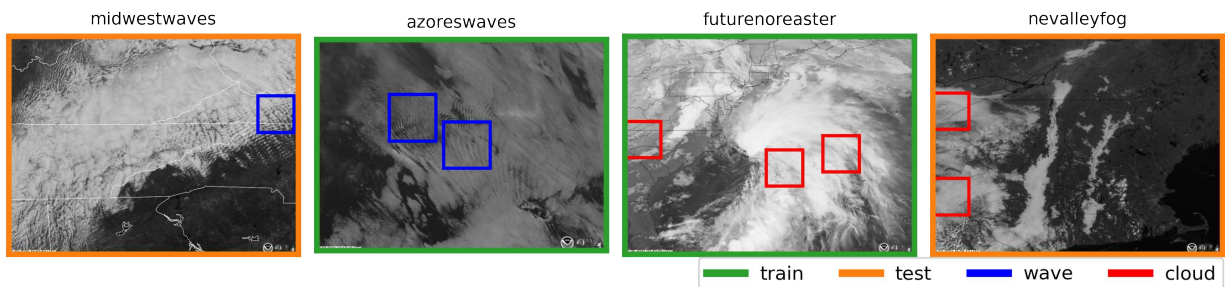 midwestwaves
azoreswaves
futurenoreaster
nevalleyfog
train
test
wave
cloud